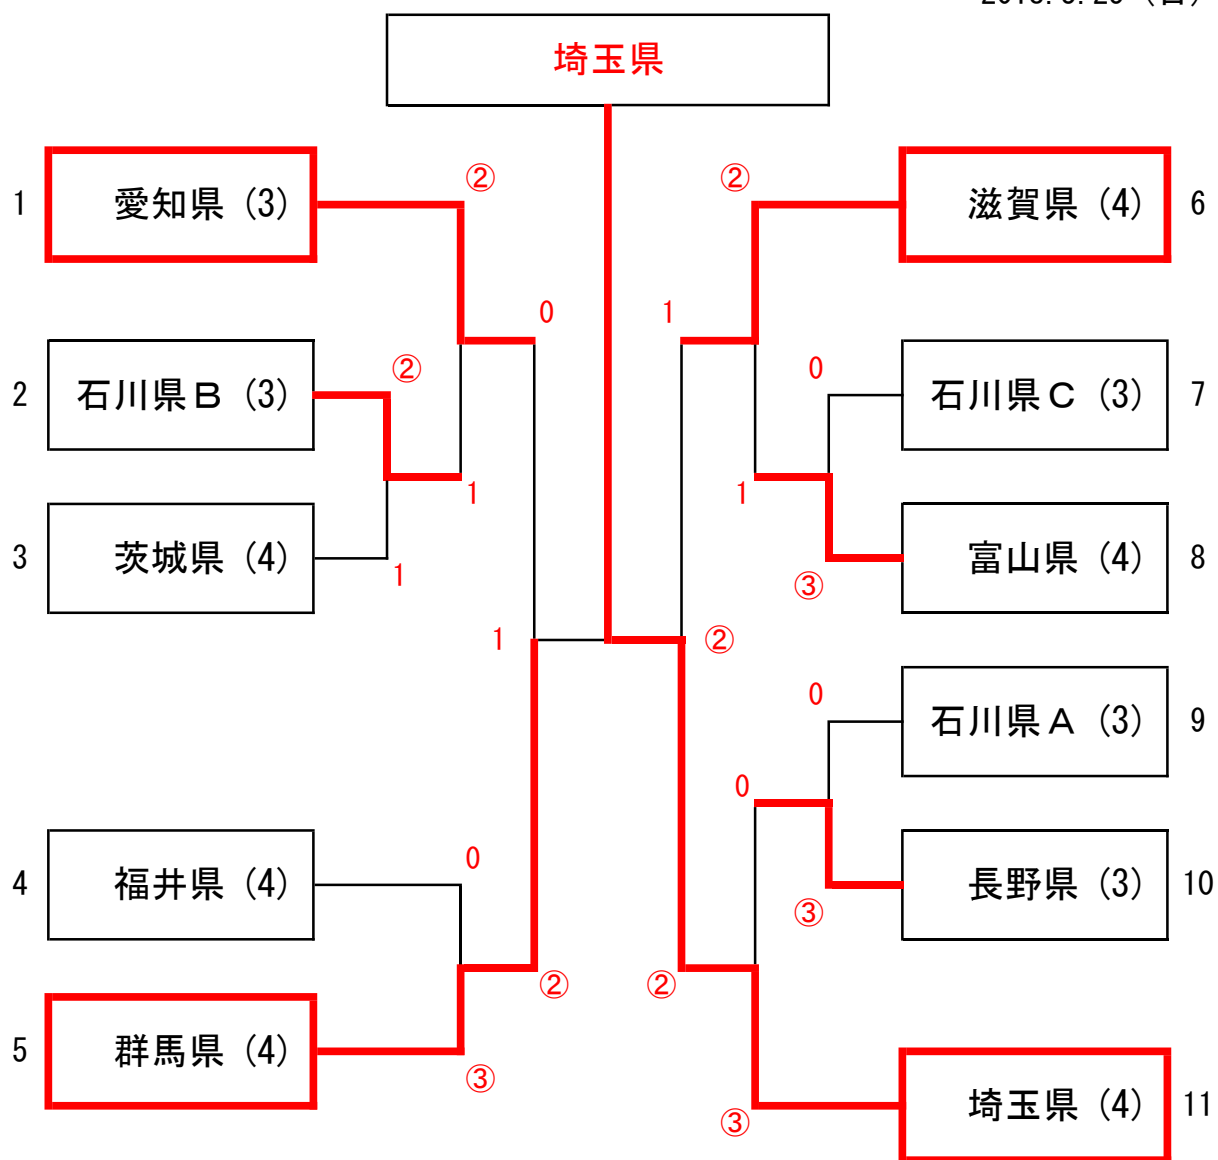 埼玉県
1 愛知県 (3) ② ② 滋賀県 (4) 6
0 1
2 石川県Ｂ (3) ② 0 石川県Ｃ (3) 7
1 1
3 茨城県 (4) 1 ③ 富山県 (4) 8
1 ②
0 石川県Ａ (3) 9
0
4 福井県 (4) 0 ③ 長野県 (3) 10
② ②
5 群馬県 (4) ③ ③ 埼玉県 (4) 11